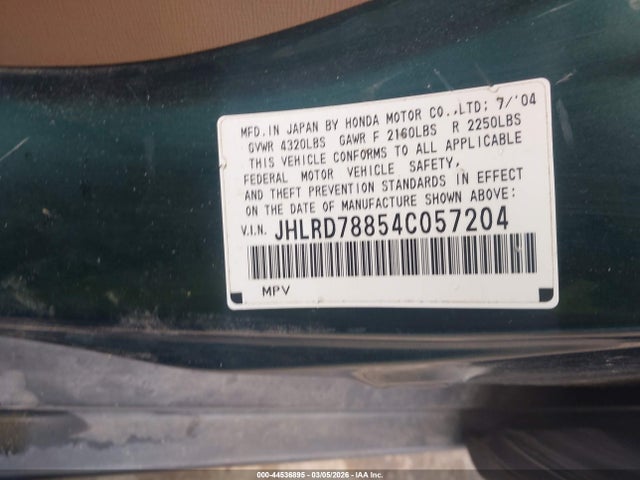 MFD. IN JAPAN BY HONDA MOTOR CO.,LTD: 7/'04
GVWR 4320LBS GAWR F 2160LBS R 2250LBS
THIS VEHICLE CONFORMS TO ALL APPLICABLE
FEDERAL MOTOR VEHICLE SAFETY,
AND THEFT PREVENTION STANDARDS IN EFFECT
ON THE DATE OF MANUFACTURE SHOWN ABOVE:
V.I.N. JHLRD78854C057204
MPV
000-44536895 - 03/05/2026 - IAA Inc.